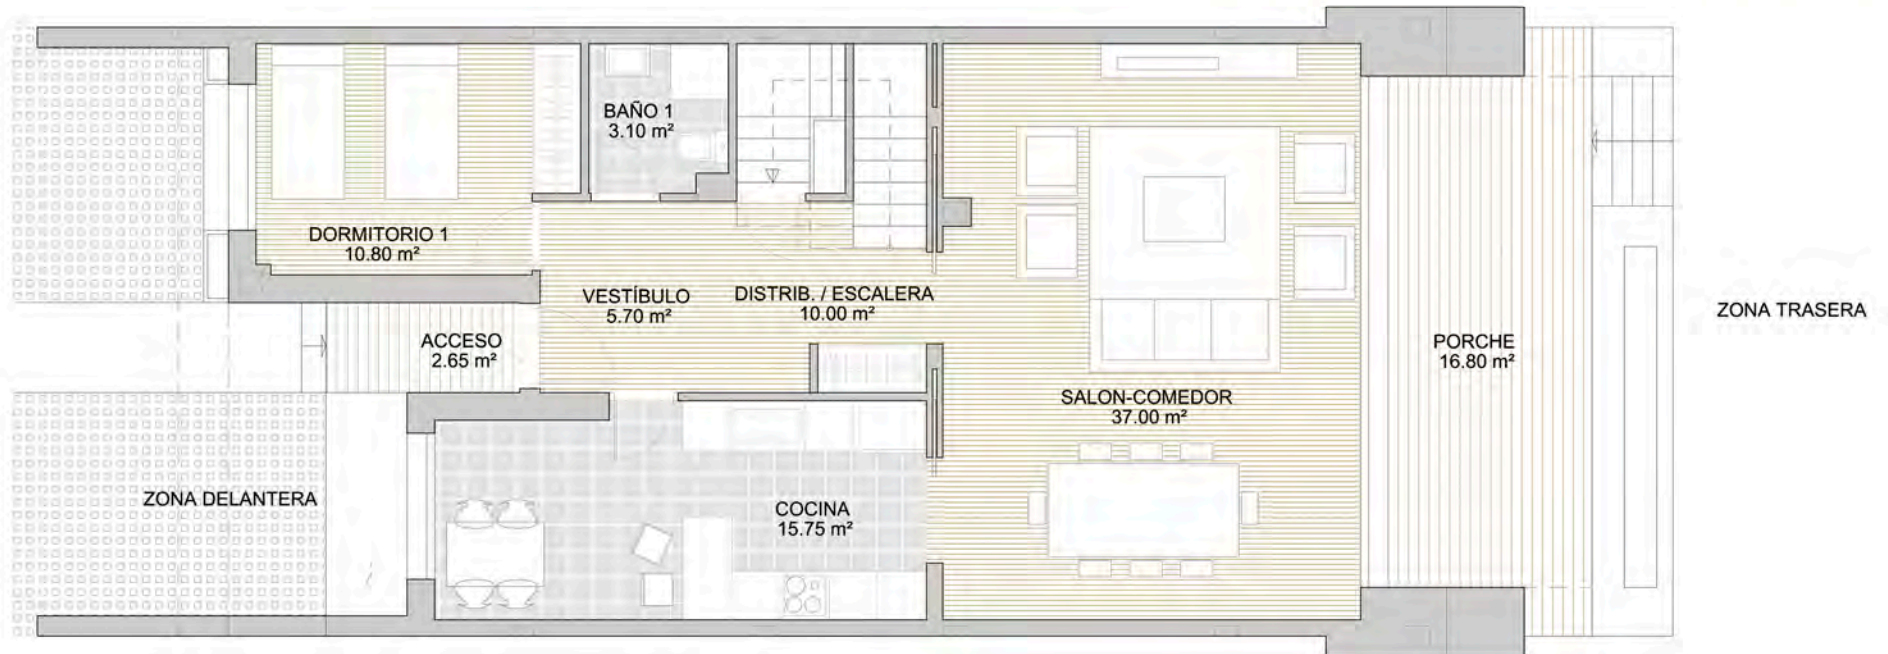 BAÑO 1
3.10 m²
DORMITORIO 1
10.80 m²
VESTÍBULO
5.70 m²
DISTRIB. / ESCALERA
10.00 m²
ACCESO
2.65 m²
SALON-COMEDOR
37.00 m²
PORCHE
16.80 m²
ZONA TRASERA
ZONA DELANTERA
COCINA
15.75 m²